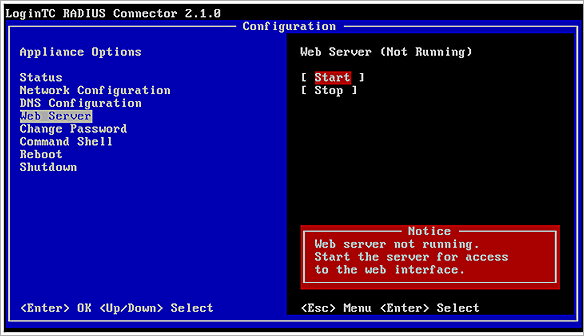 LoginTC RADIUS Connector 2.1.0
Configuration
Appliance Options
Status
Network Configuration
DNS Configuration
Web Server
Change Password
Command Shell
Reboot
Shutdown
<Enter> OK <Up/Down> Select
Web Server (Not Running)
[ Start ]
[ Stop ]
Notice
Web server not running.
Start the server for access
to the web interface.
<Esc> Menu <Enter> Select